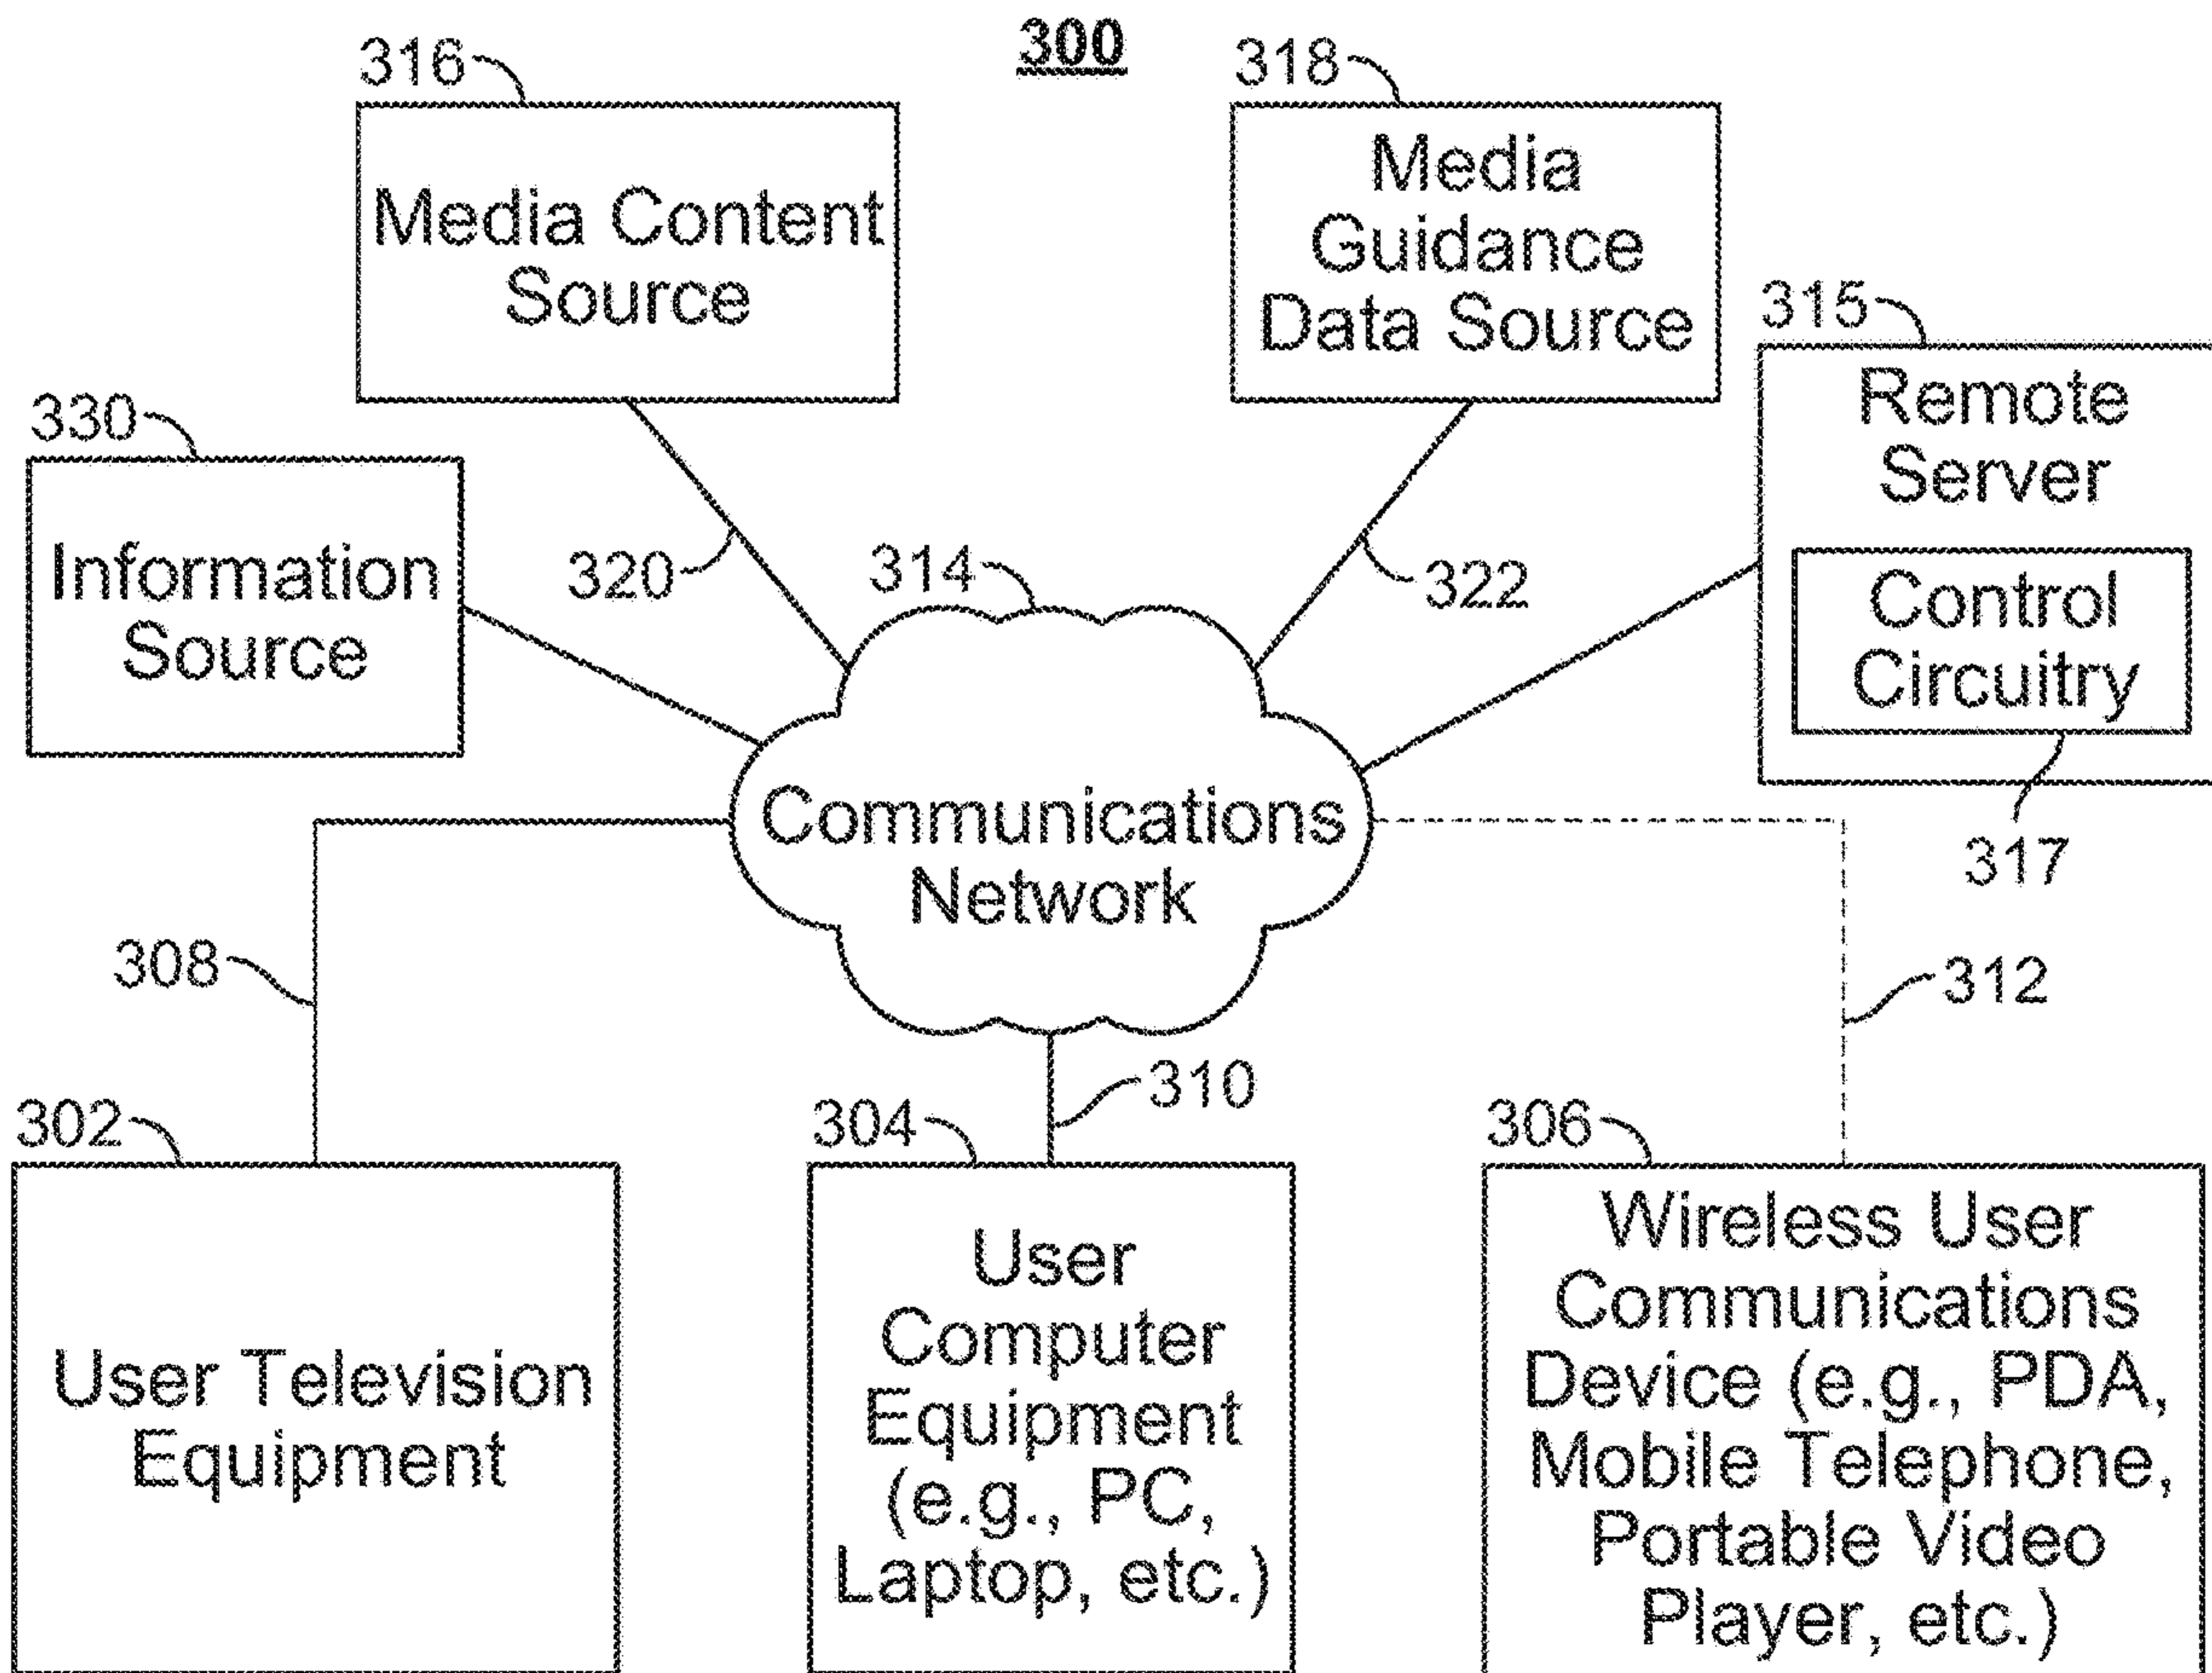 300
316
Media Content
Source
318
Media
Guidance
Data Source
315
Remote
Server
Control
Circuitry
317
330
Information
Source
320
314
322
Communications
Network
308
312
310
302
User Television
Equipment
304
User
Computer
Equipment
(e.g., PC,
Laptop, etc.)
306
Wireless User
Communications
Device (e.g., PDA,
Mobile Telephone,
Portable Video
Player, etc.)